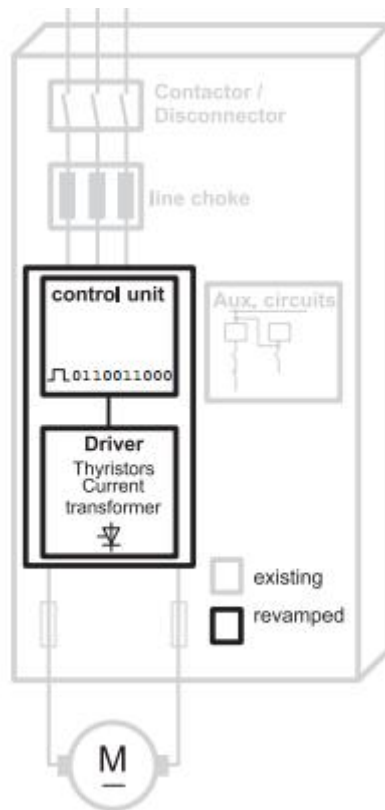 Contactor /
Disconnector
line choke
control unit
0110011000
Aux, circuits
Driver
Thyristors
Current
transformer
existing
revamped
M